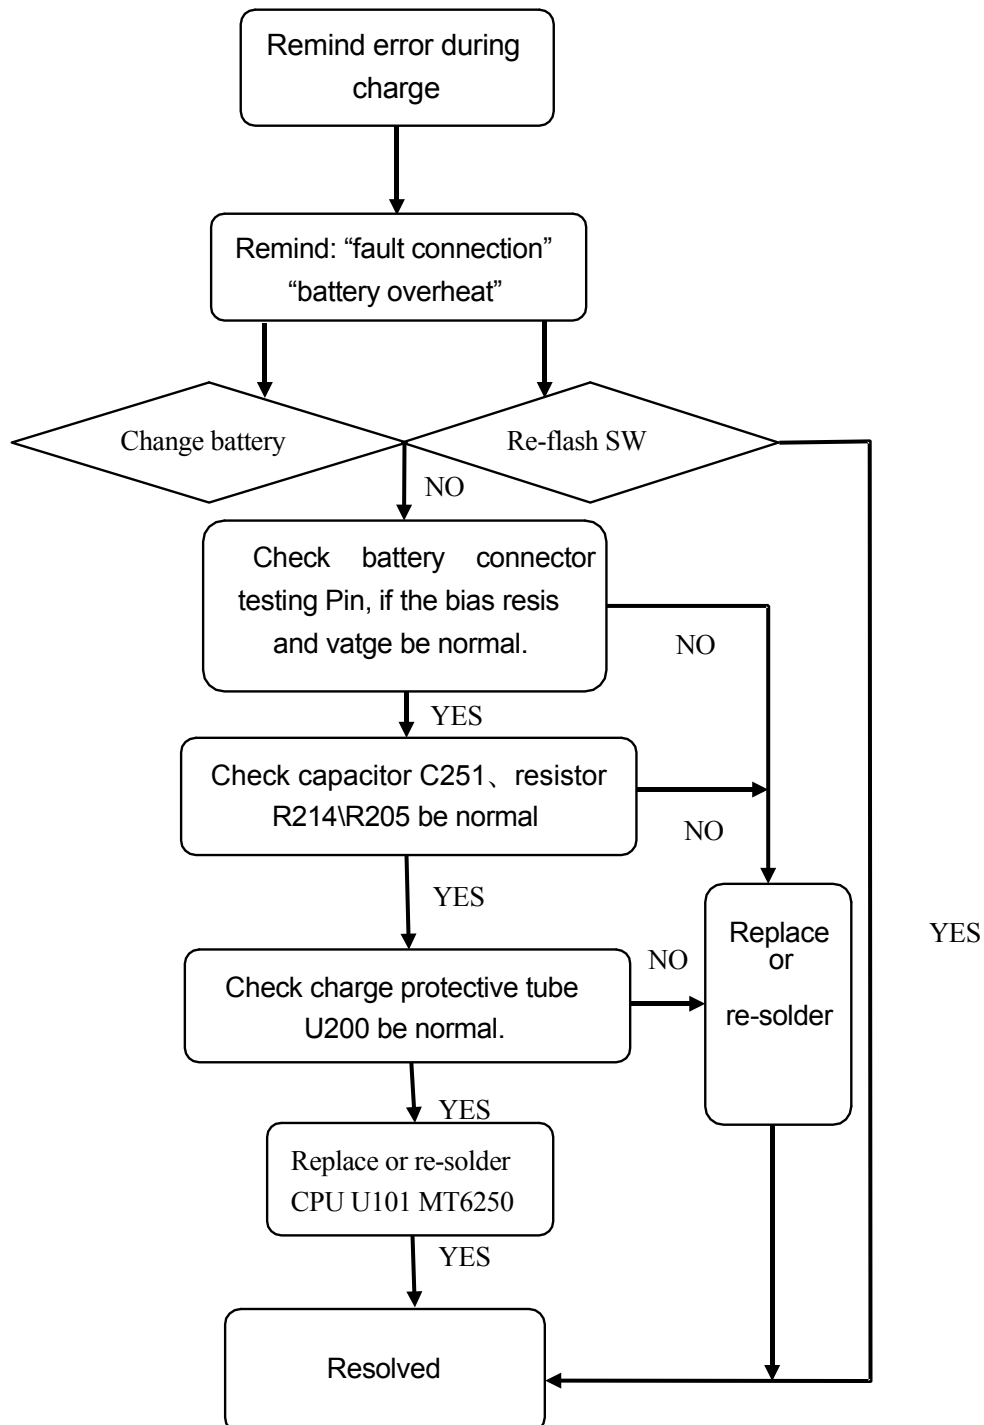 Remind error during
charge
Remind: “fault connection”
“battery overheat”
Change battery
Re-flash SW
NO
Check battery connector
testing Pin, if the bias resis
and vatge be normal.
NO
YES
Check capacitor C251、resistor
R214\R205 be normal
NO
YES
Replace
or
re-solder
YES
NO
Check charge protective tube
U200 be normal.
YES
Replace or re-solder
CPU U101 MT6250
YES
Resolved